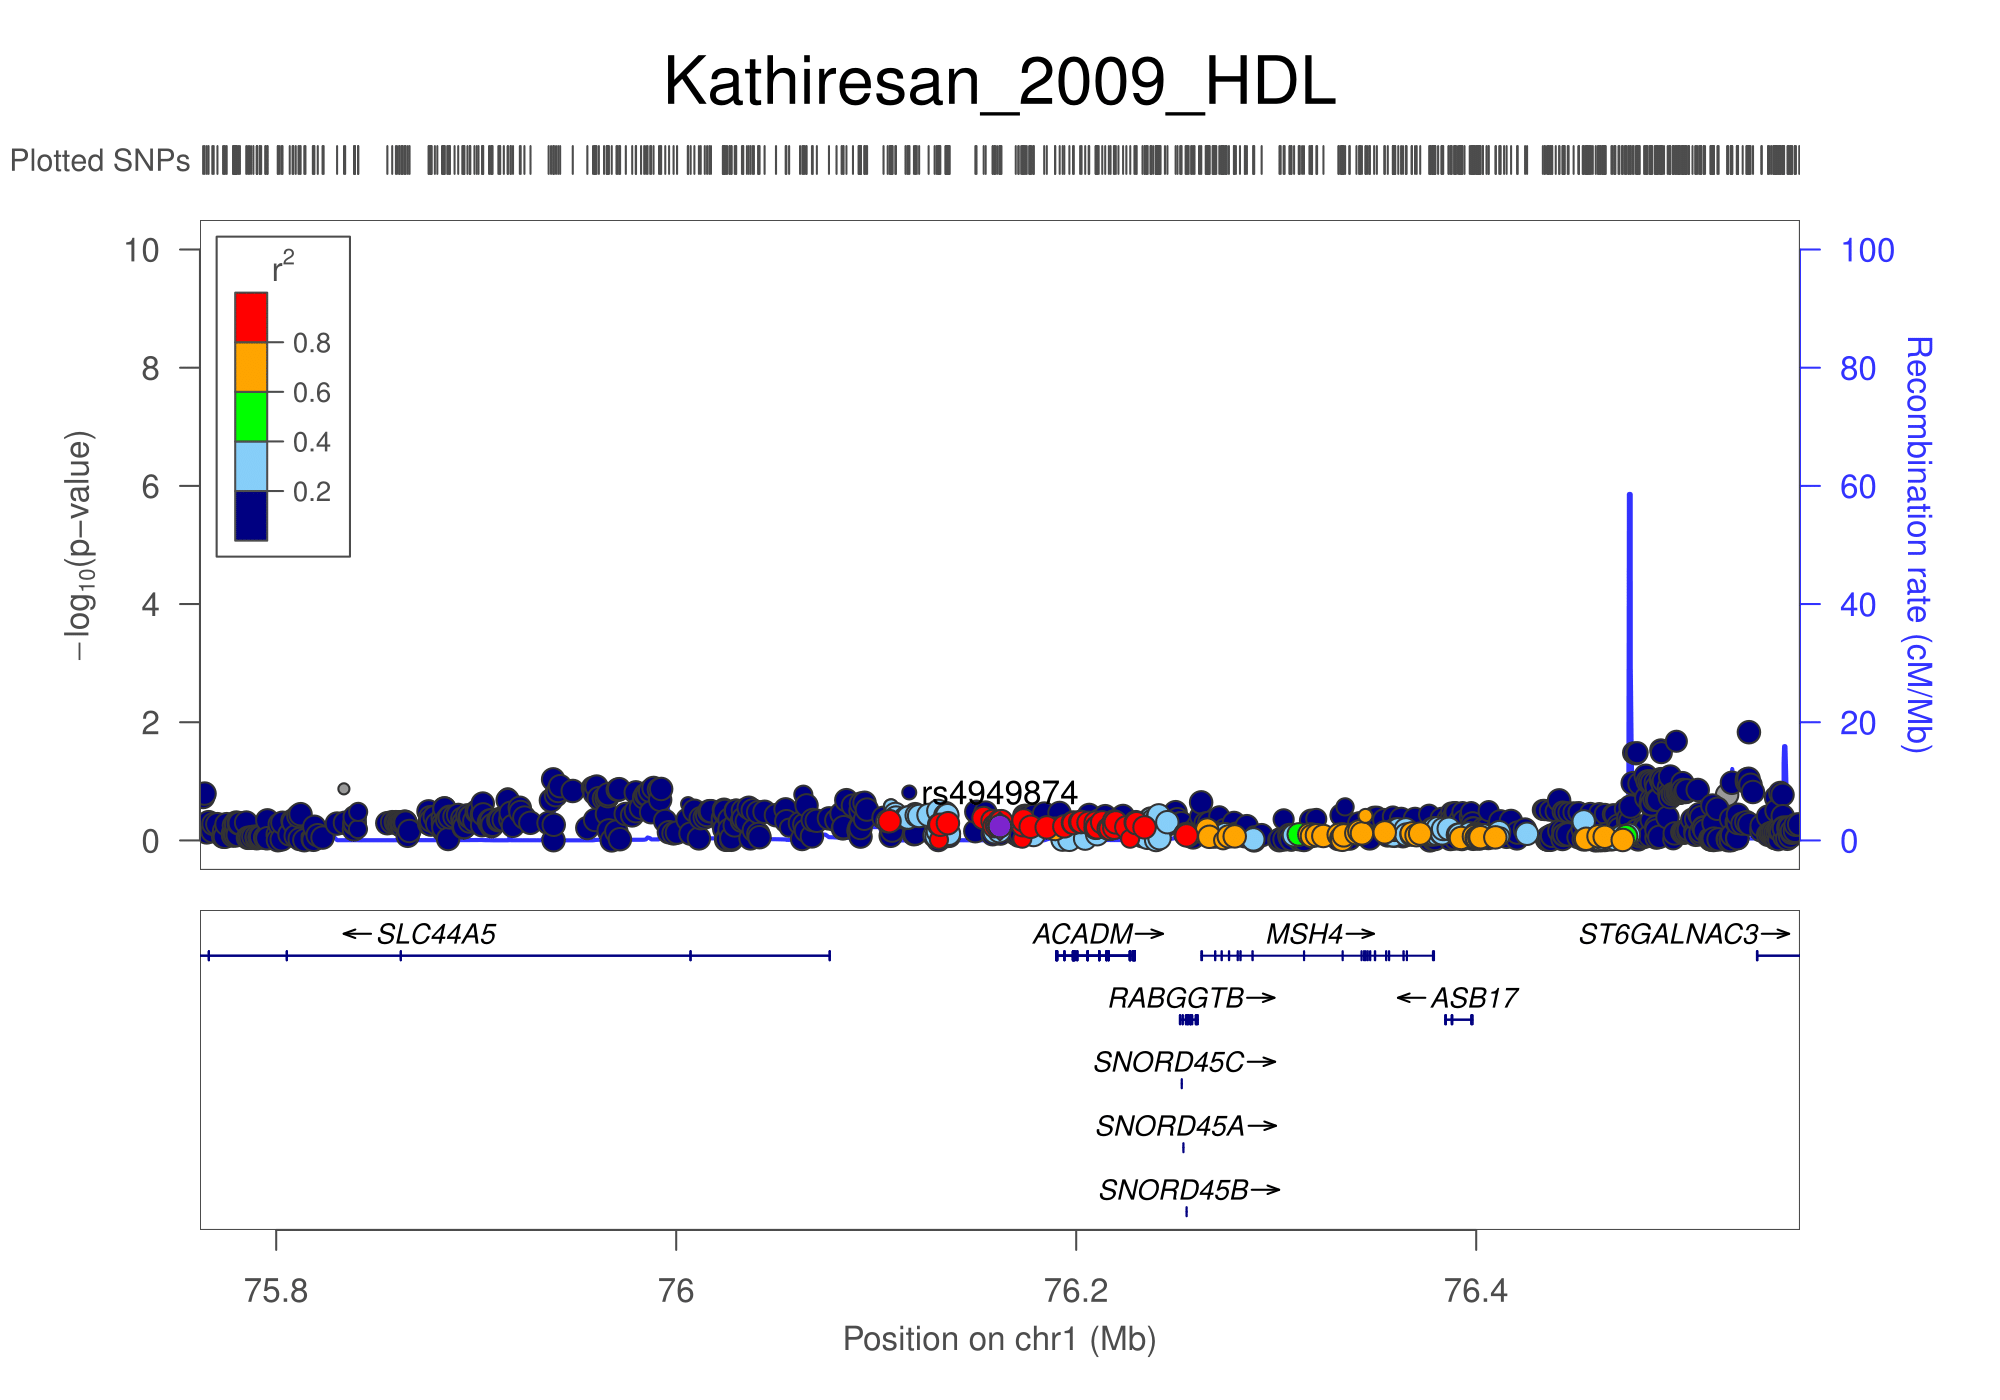 Kathiresan_2009_HDL
Plotted SNPs
10
8
6
4
2
0
−log10(p−value)
r2
0.8
0.6
0.4
0.2
rs4949874
100
80
60
40
20
0
Recombination rate (cM/Mb)
←SLC44A5
ACADM→
MSH4→
ST6GALNAC3→
RABGGTB→
←ASB17
SNORD45C→
SNORD45A→
SNORD45B→
75.8
76
76.2
76.4
Position on chr1 (Mb)